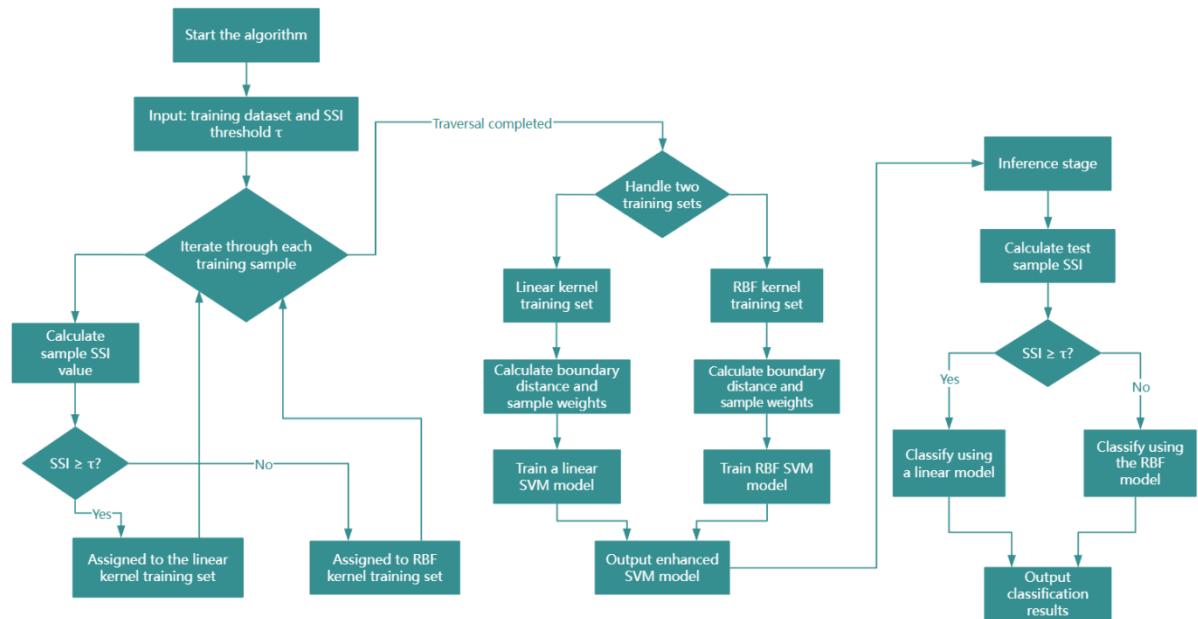 Start the algorithm
Input: training dataset and SSI
threshold τ
Iterate through each
training sample
Calculate
sample SSI
value
SSI ≥ τ?
Yes
No
Assigned to the linear
kernel training set
Assigned to RBF
kernel training set
Traversal completed
Handle two
training sets
Linear kernel
training set
RBF kernel
training set
Calculate boundary
distance and
sample weights
Calculate boundary
distance and
sample weights
Train a linear
SVM model
Train RBF SVM
model
Output enhanced
SVM model
Inference stage
Calculate test
sample SSI
SSI ≥ τ?
Yes
No
Classify using
a linear model
Classify using
the RBF
model
Output
classification
results